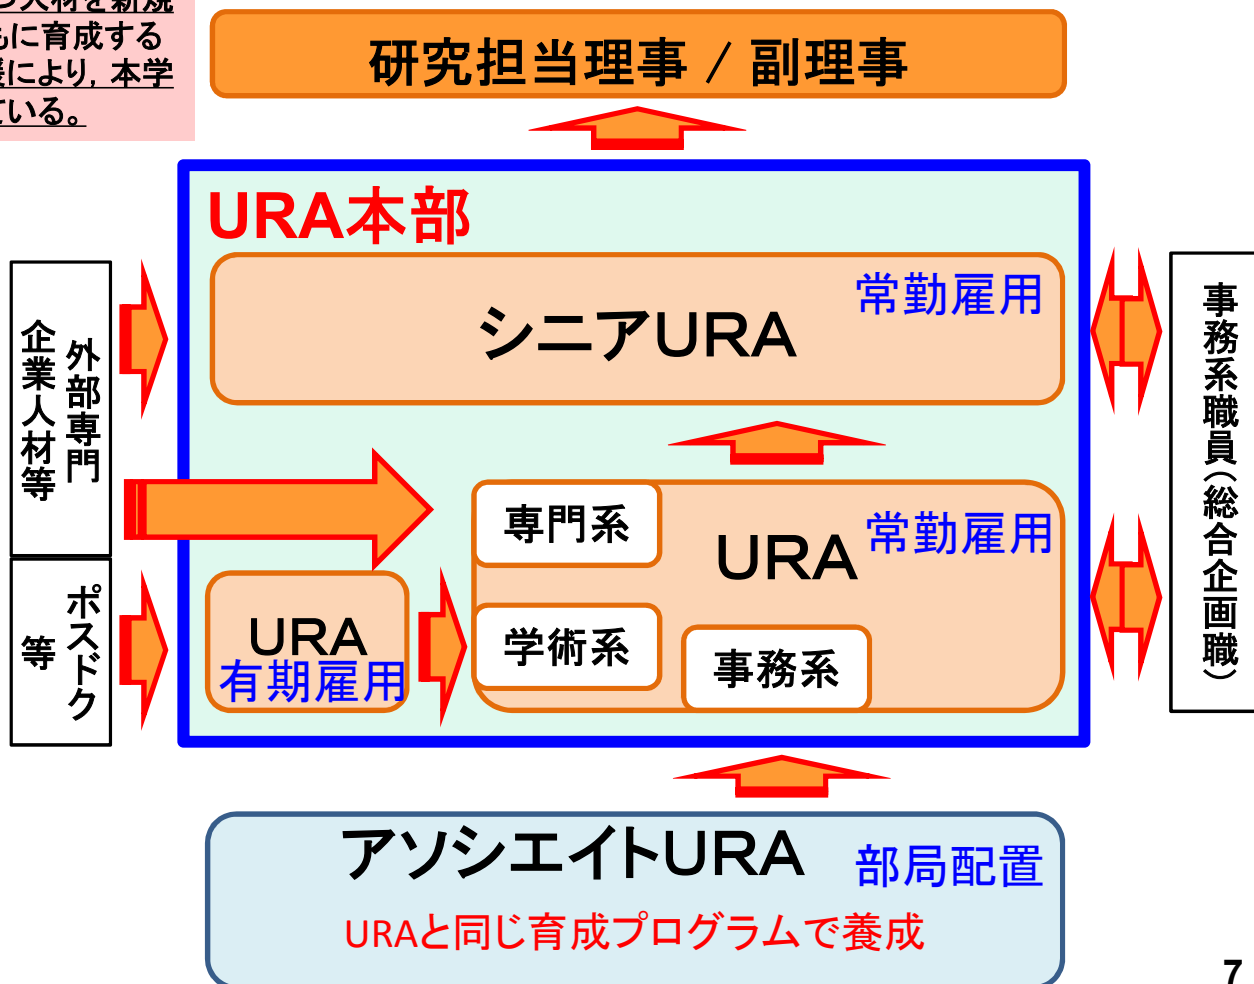 もに育成する
により，本学
ている。
研究担当理事 / 副理事
URA本部
シニアURA
常勤雇用
外部専門
企業人材等
専門系
URA
常勤雇用
学術系
事務系
URA
有期雇用
ポスドク
等
事務系職員（総合企画職）
アソシエイトURA
部局配置
URAと同じ育成プログラムで養成
7